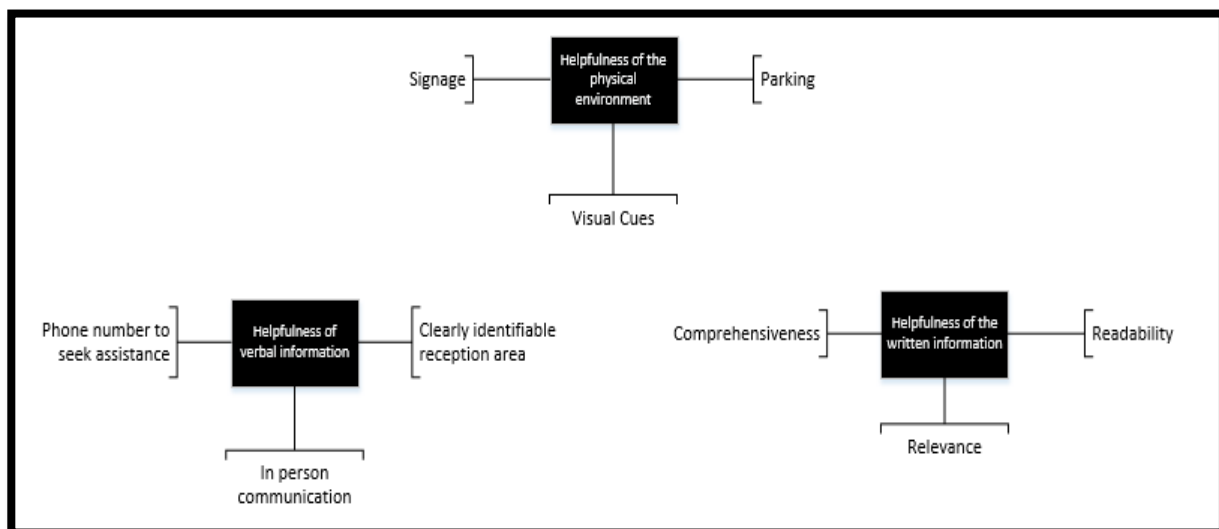 Signage
Helpfulness of the
physical
environment
Parking
Visual Cues
Phone number to
seek assistance
Helpfulness of
verbal information
Clearly identifiable
reception area
In person
communication
Comprehensiveness
Helpfulness of the
written information
Readability
Relevance